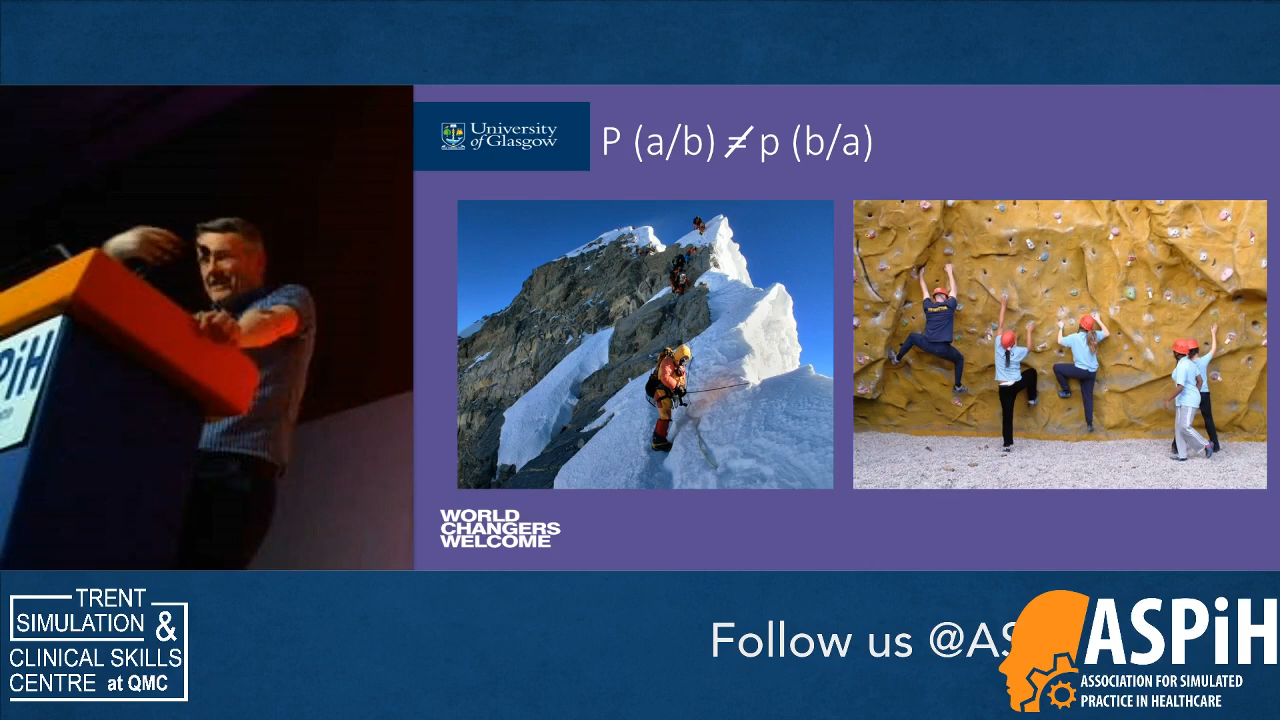 University
of Glasgow
P (a/b) ≠ p (b/a)
PiH
WORLD
CHANGERS
WELCOME
TRENT
SIMULATION &
CLINICAL SKILLS
CENTRE at QMC
Follow us @AS
ASPiH
ASSOCIATION FOR SIMULATED
PRACTICE IN HEALTHCARE